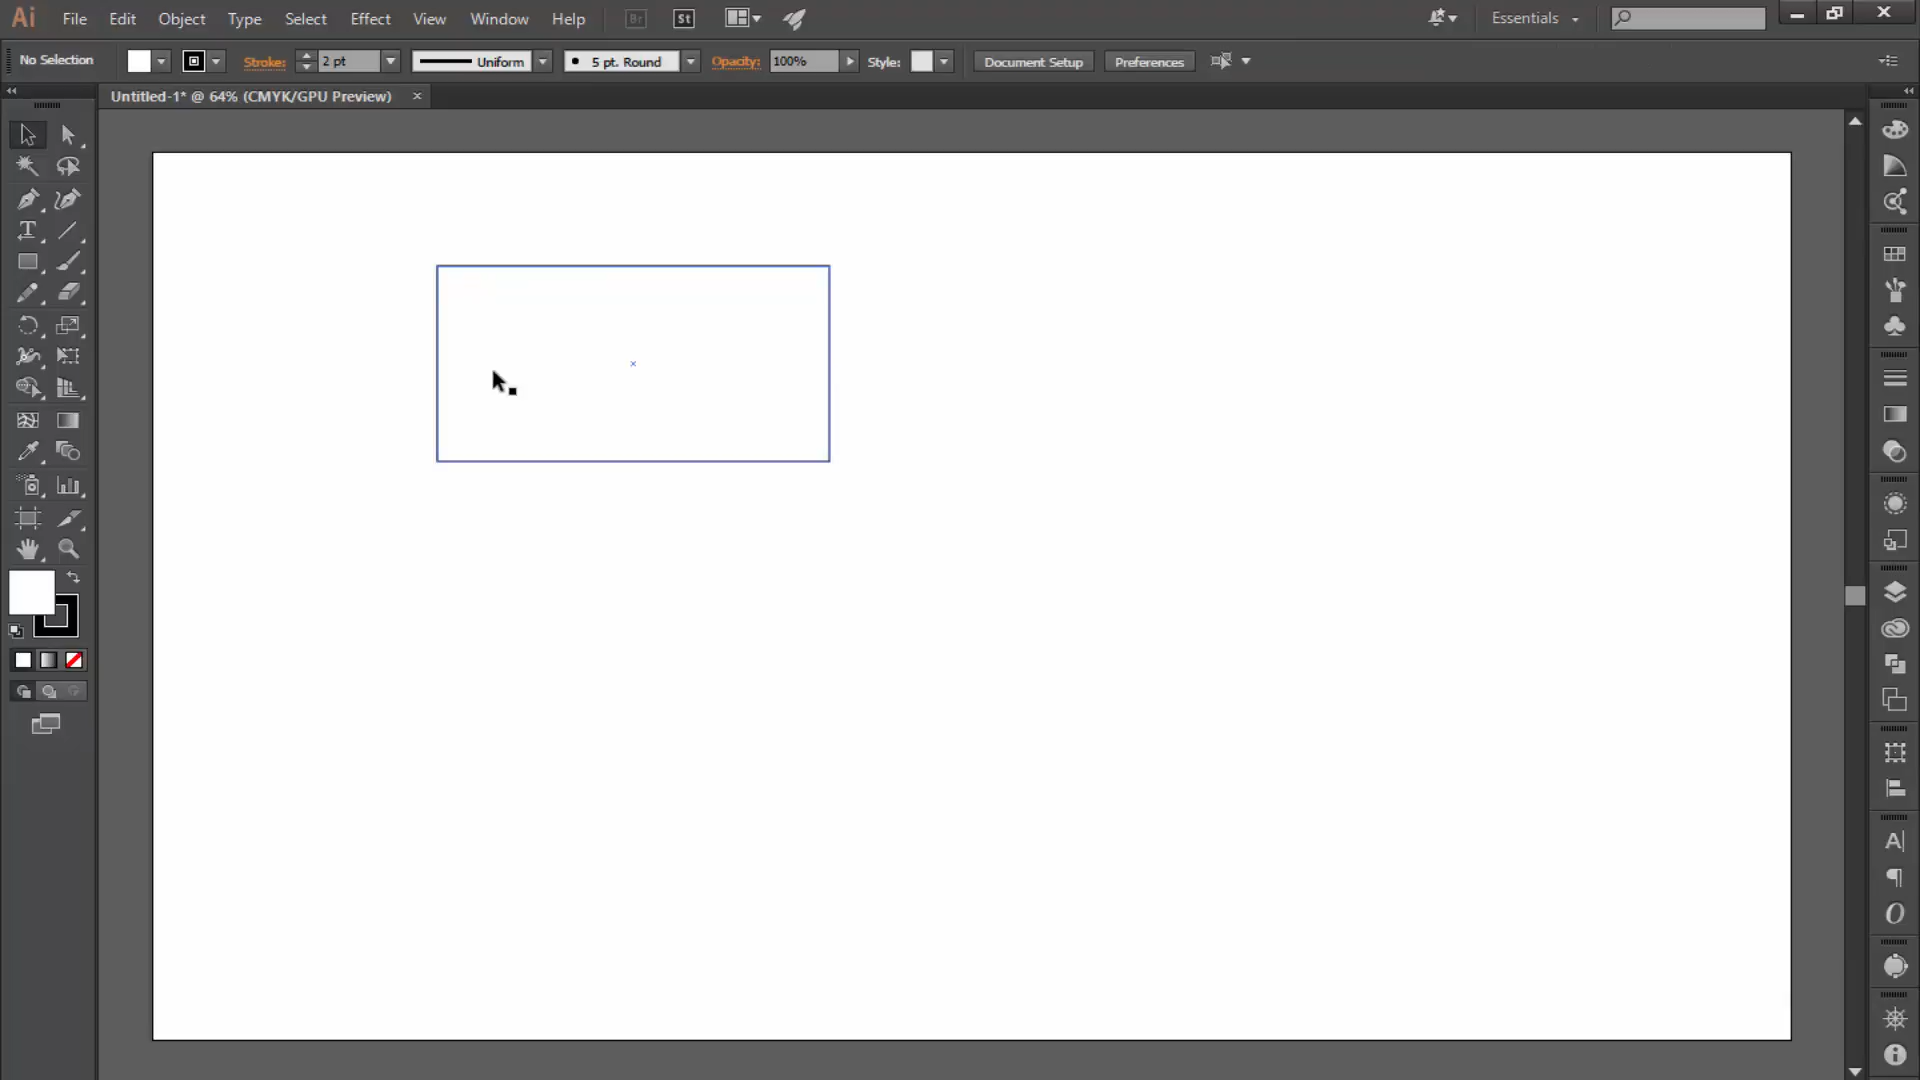 Ai File Edit Object Type Select Effect View Window Help Br St Essentials
No Selection Stroke: 2 pt Uniform 5 pt. Round Opacity: 100% Style: Document Setup Preferences
Untitled-1* @ 64% (CMYK/GPU Preview) ×